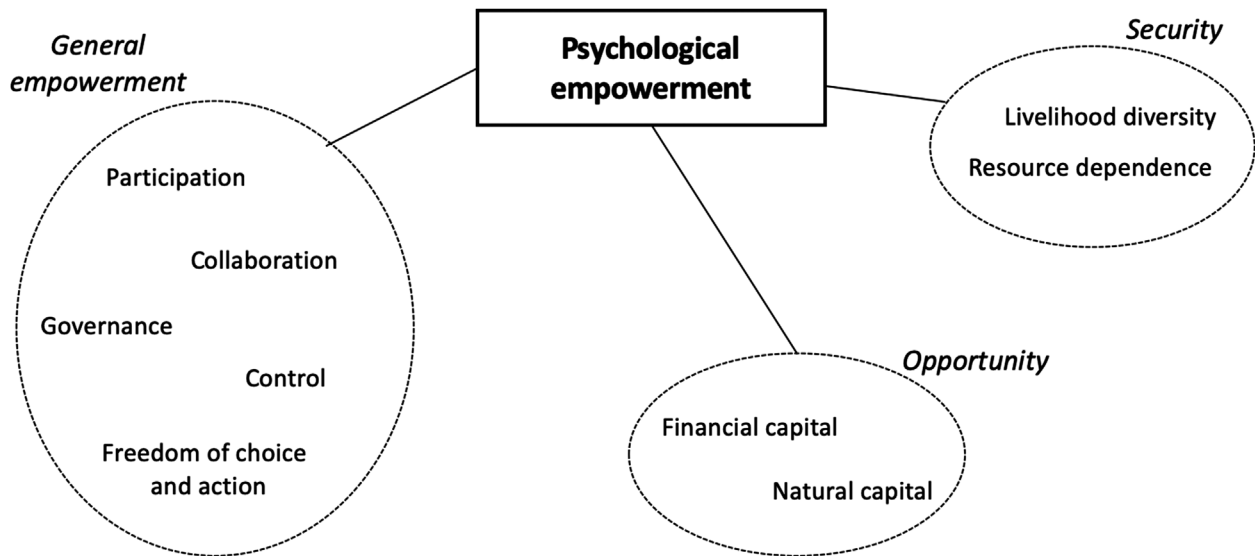 General
empowerment
Participation
Collaboration
Governance
Control
Freedom of choice
and action
Psychological
empowerment
Security
Livelihood diversity
Resource dependence
Opportunity
Financial capital
Natural capital